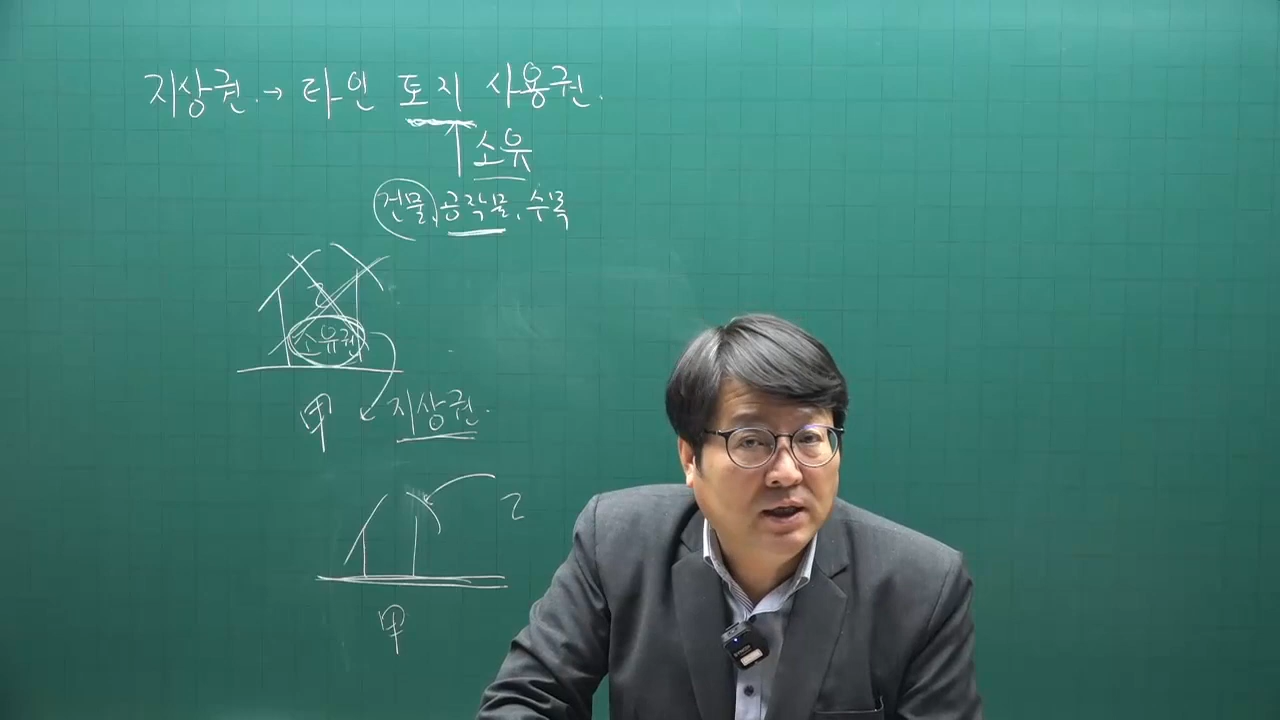 지상권. → 타인 토지 사용권.
↑ 소유
건물, 공작물, 수목
乙
소유권
甲 ← 지상권.
乙
甲